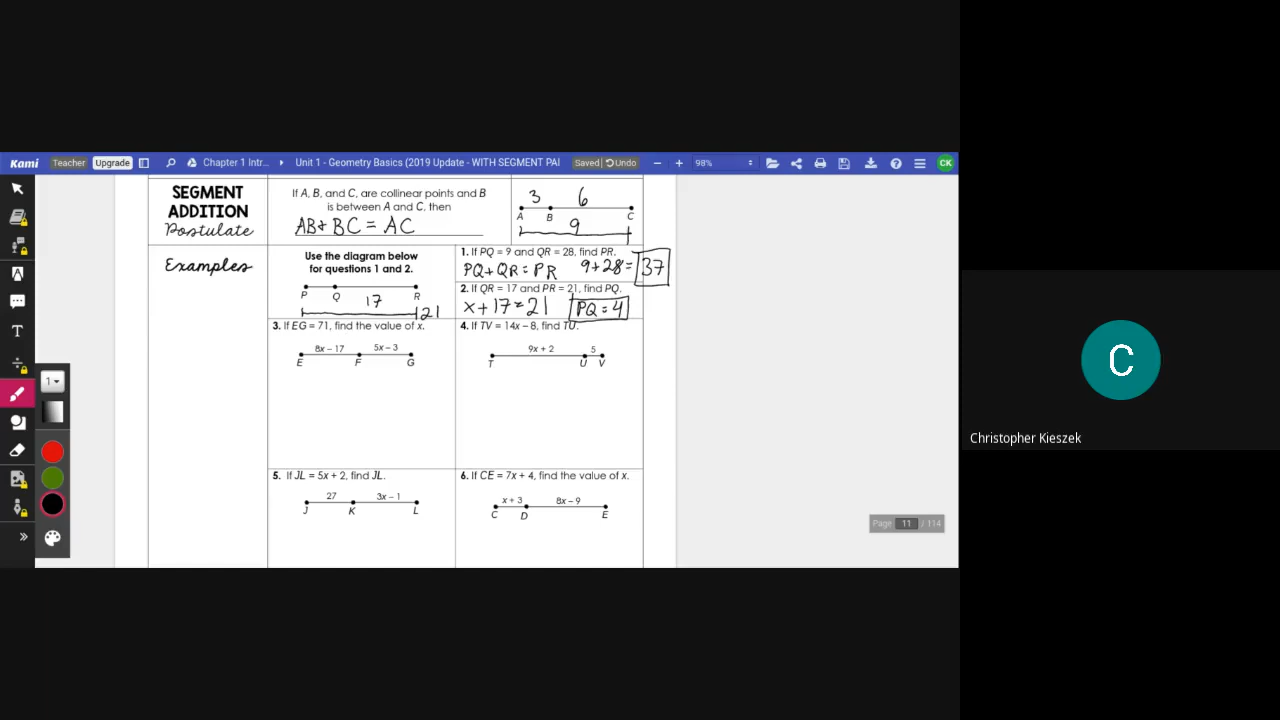 Kami Teacher Upgrade Chapter 1 Intr... Unit 1 - Geometry Basics (2019 Update - WITH SEGMENT PAI Saved Undo 98% CK
SEGMENT
ADDITION
Postulate
If A, B, and C, are collinear points and B
is between A and C, then
AB+ BC = AC
3 6
A B C
9
Examples
Use the diagram below
for questions 1 and 2.
P Q R
17
21
1. If PQ = 9 and QR = 28, find PR.
PQ+QR = PR 9+28= 37
2. If QR = 17 and PR = 21, find PQ.
x+17=21 PQ = 4
3. If EG = 71, find the value of x.
8x – 17 5x – 3
E F G
4. If TV = 14x – 8, find TU.
9x + 2 5
T U V
5. If JL = 5x + 2, find JL.
27 3x – 1
J K L
6. If CE = 7x + 4, find the value of x.
x + 3 8x – 9
C D E
1
T
Page 11 / 114
C
Christopher Kieszek